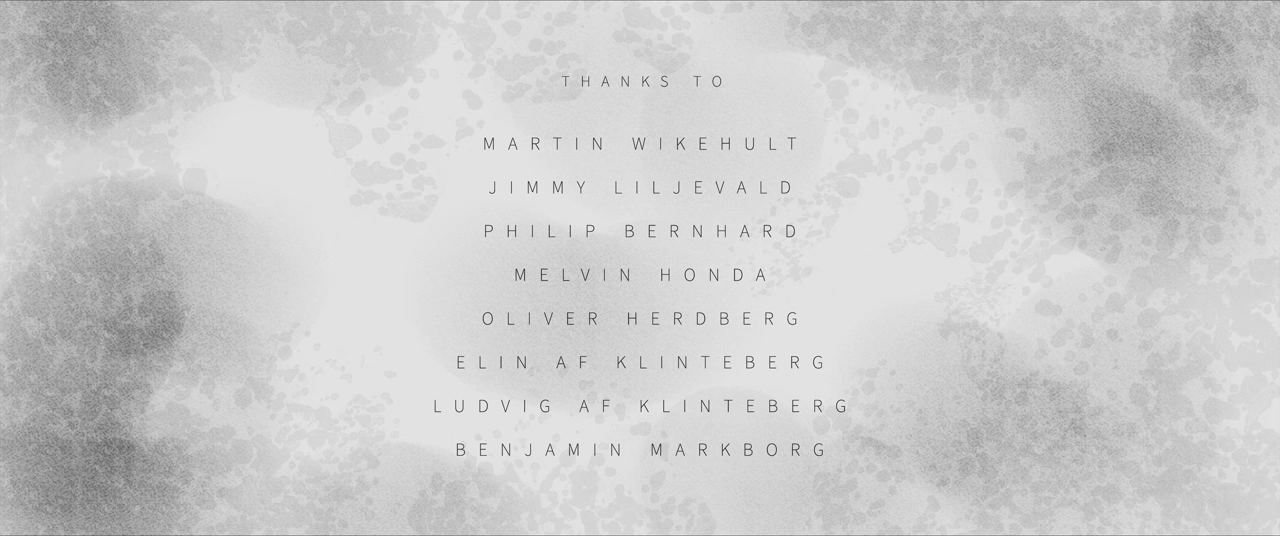 THANKS TO
MARTIN WIKEHULT
JIMMY LILJEVALD
PHILIP BERNHARD
MELVIN HONDA
OLIVER HERDBERG
ELIN AF KLINTEBERG
LUDVIG AF KLINTEBERG
BENJAMIN MARKBORG